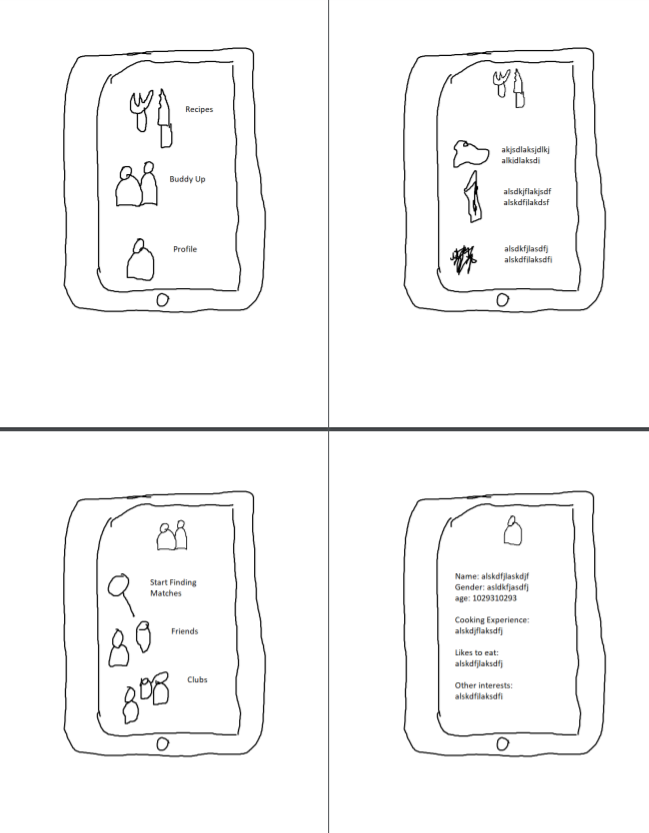 Recipes
Buddy Up
Profile
akjsdlaksjdlkj
alkidlaksdi
alsdkjflakjsdf
alskdfilakdsf
alsdkfjlasdfj
alskdfilaksdfi
Start Finding
Matches
Friends
Clubs
Name: alskdfjlaskdjf
Gender: asldkfjasdfj
age: 1029310293
Cooking Experience:
alskdjflaksdfj
Likes to eat:
alskdfjlaksdfj
Other interests:
alskdfilaksdfi